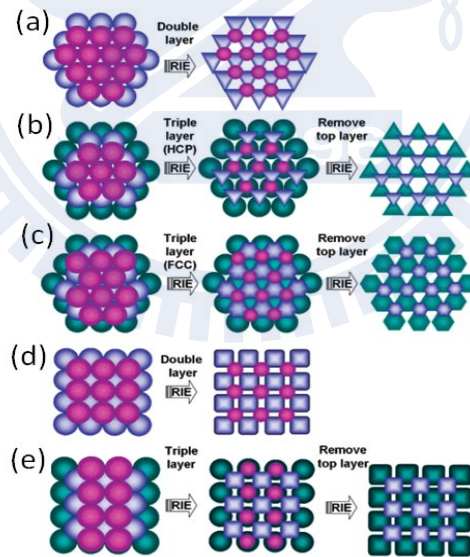 (a)
Double
layer
RIE
(b)
Triple
layer
(HCP)
RIE
Remove
top layer
RIE
(c)
Triple
layer
(FCC)
RIE
Remove
top layer
RIE
(d)
Double
layer
RIE
(e)
Triple
layer
RIE
Remove
top layer
RIE